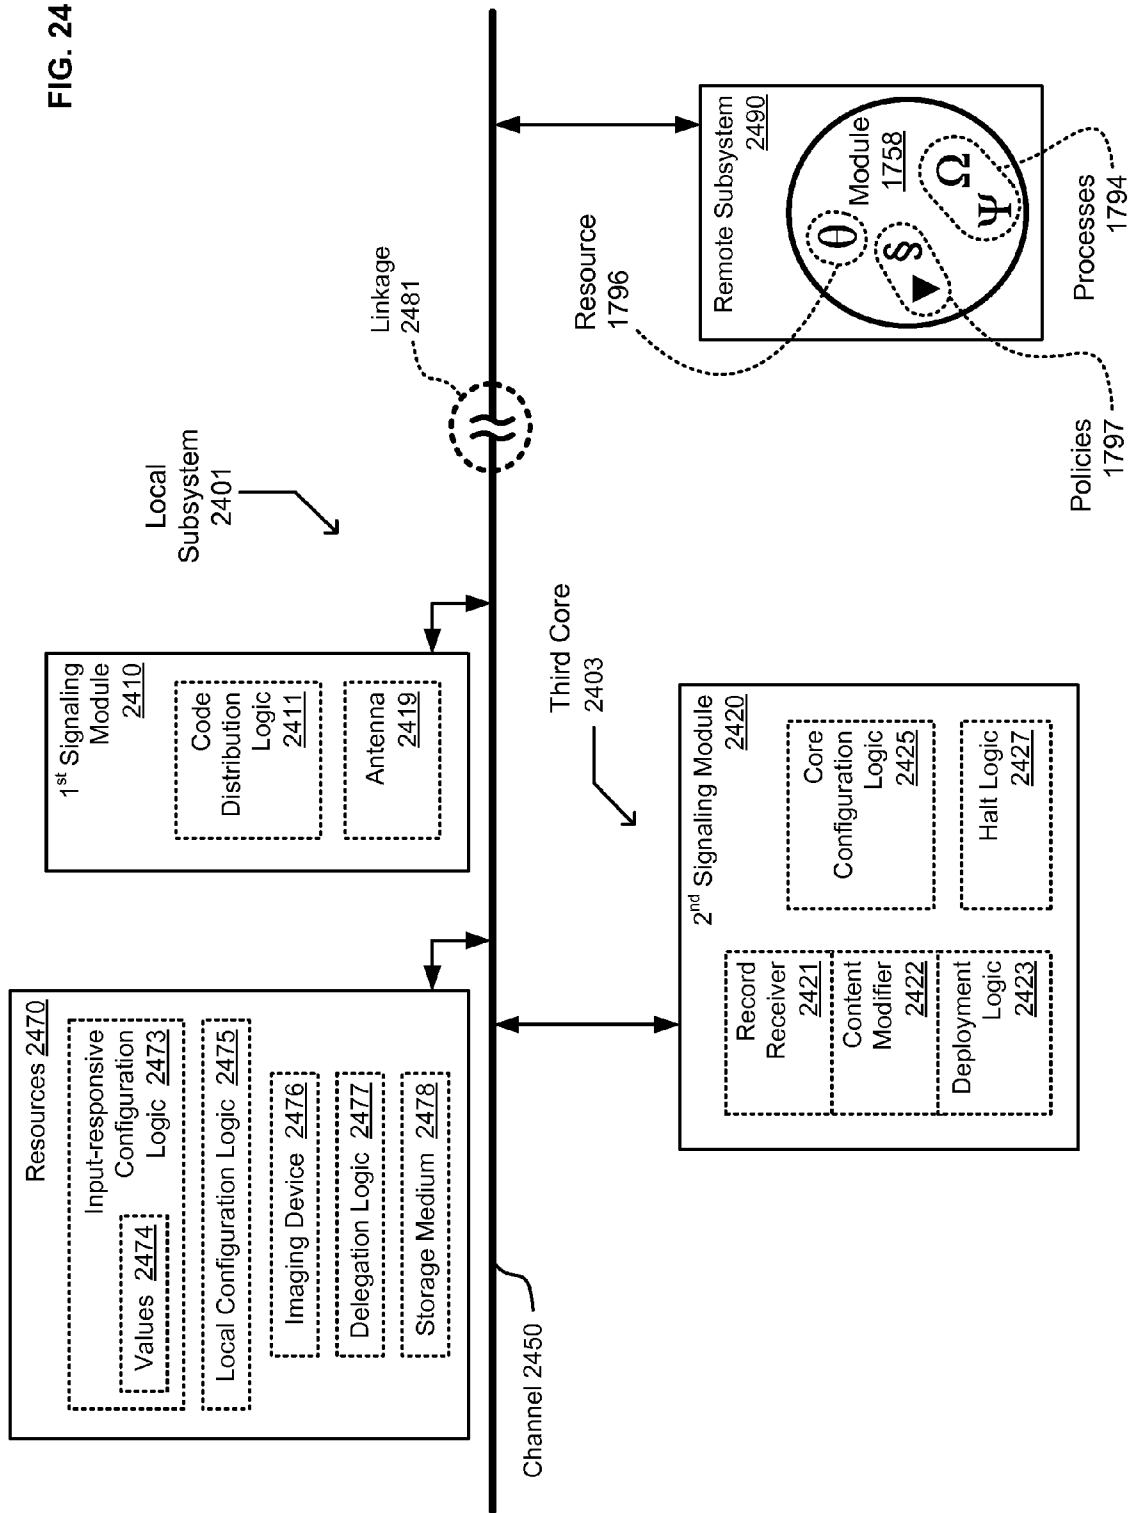 FIG. 24
Resources 2470
Input-responsive
Configuration
Logic 2473
Values 2474
Local Configuration Logic 2475
Imaging Device 2476
Delegation Logic 2477
Storage Medium 2478
1st Signaling
Module
2410
Code
Distribution
Logic
2411
Antenna
2419
Local
Subsystem
2401
Linkage
2481
Channel 2450
Third Core
2403
2nd Signaling Module
2420
Record
Receiver
2421
Content
Modifier
2422
Deployment
Logic
2423
Core
Configuration
Logic
2425
Halt Logic
2427
Resource
1796
Remote Subsystem
2490
Module
1758
θ
▲ §
Ψ Ω
Policies
1797
Processes
1794